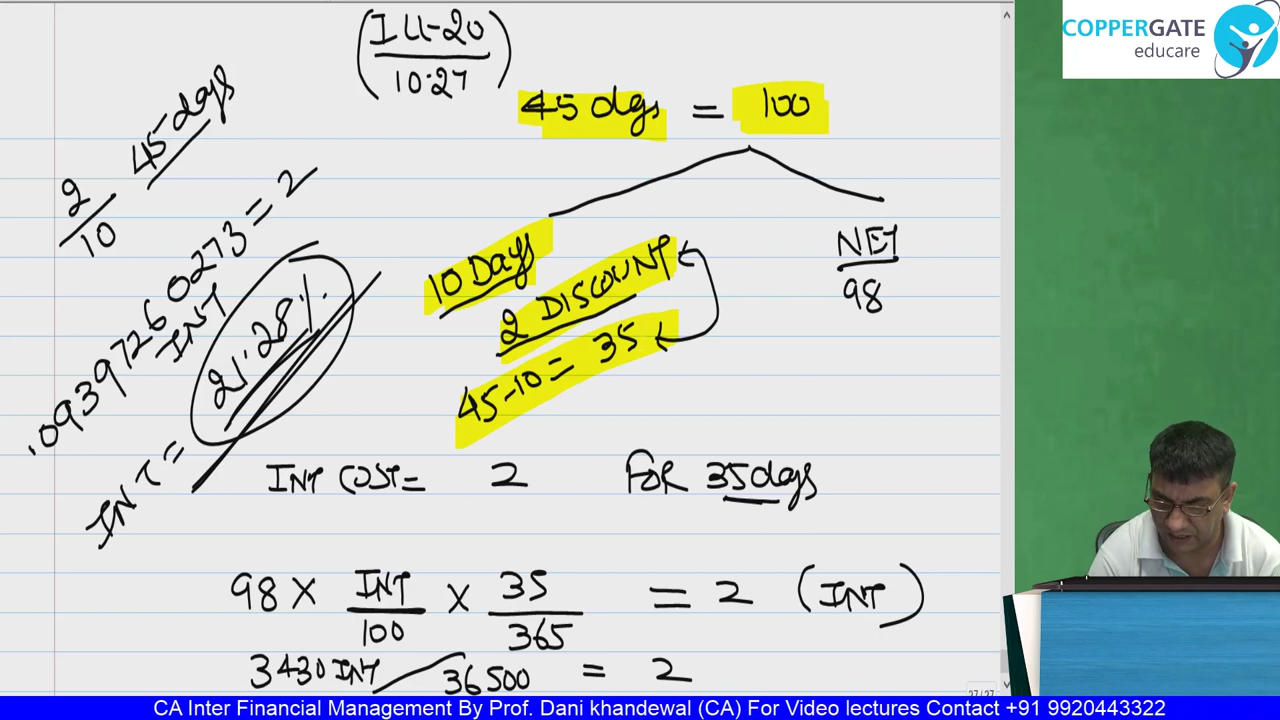 COPPERGATE
educare
(ILL-20
10.27)
45 dys = 100
2/10 45 days
.0939726 0273 = 2
INT
INT = 21.28%
10 Days
2 DISCOUNT
45-10 = 35
NET
98
INT COST = 2 FOR 35 days
98 × INT/100 × 35/365 = 2 (INT)
3430 INT / 36500 = 2
27/27
CA Inter Financial Management By Prof. Dani khandewal (CA) For Video lectures Contact +91 9920443322